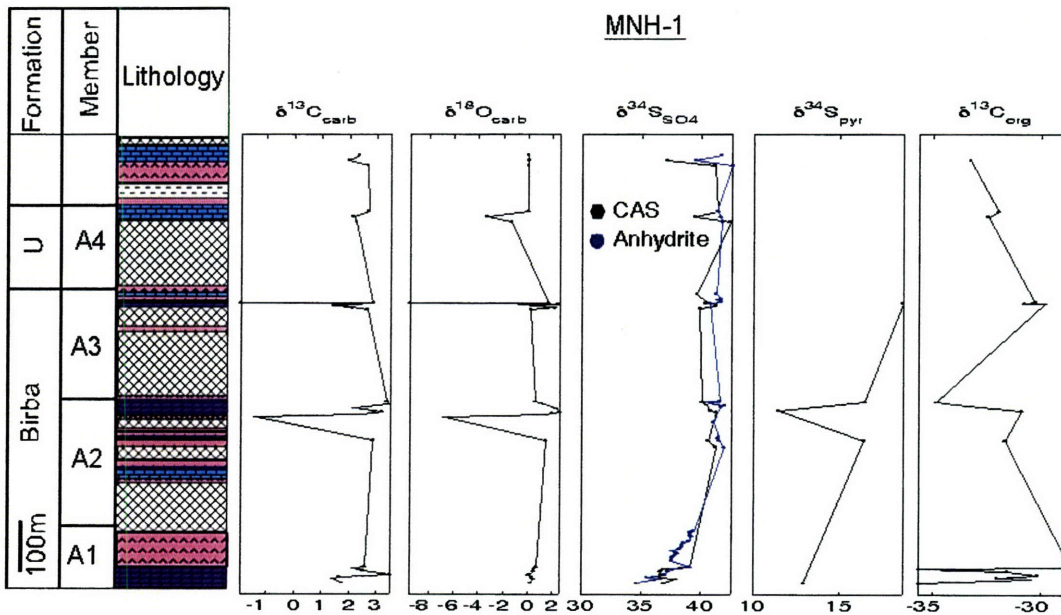 MNH-1
Formation
Member
Lithology
δ13Ccarb
δ18Ocarb
δ34SSO4
δ34Spyr
δ13Corg
CAS
Anhydrite
U
A4
Birba
A3
A2
A1
100m
-1 0 1 2 3
-8 -6 -4 -2 0 2
30 35 40
10 15
-35 -30